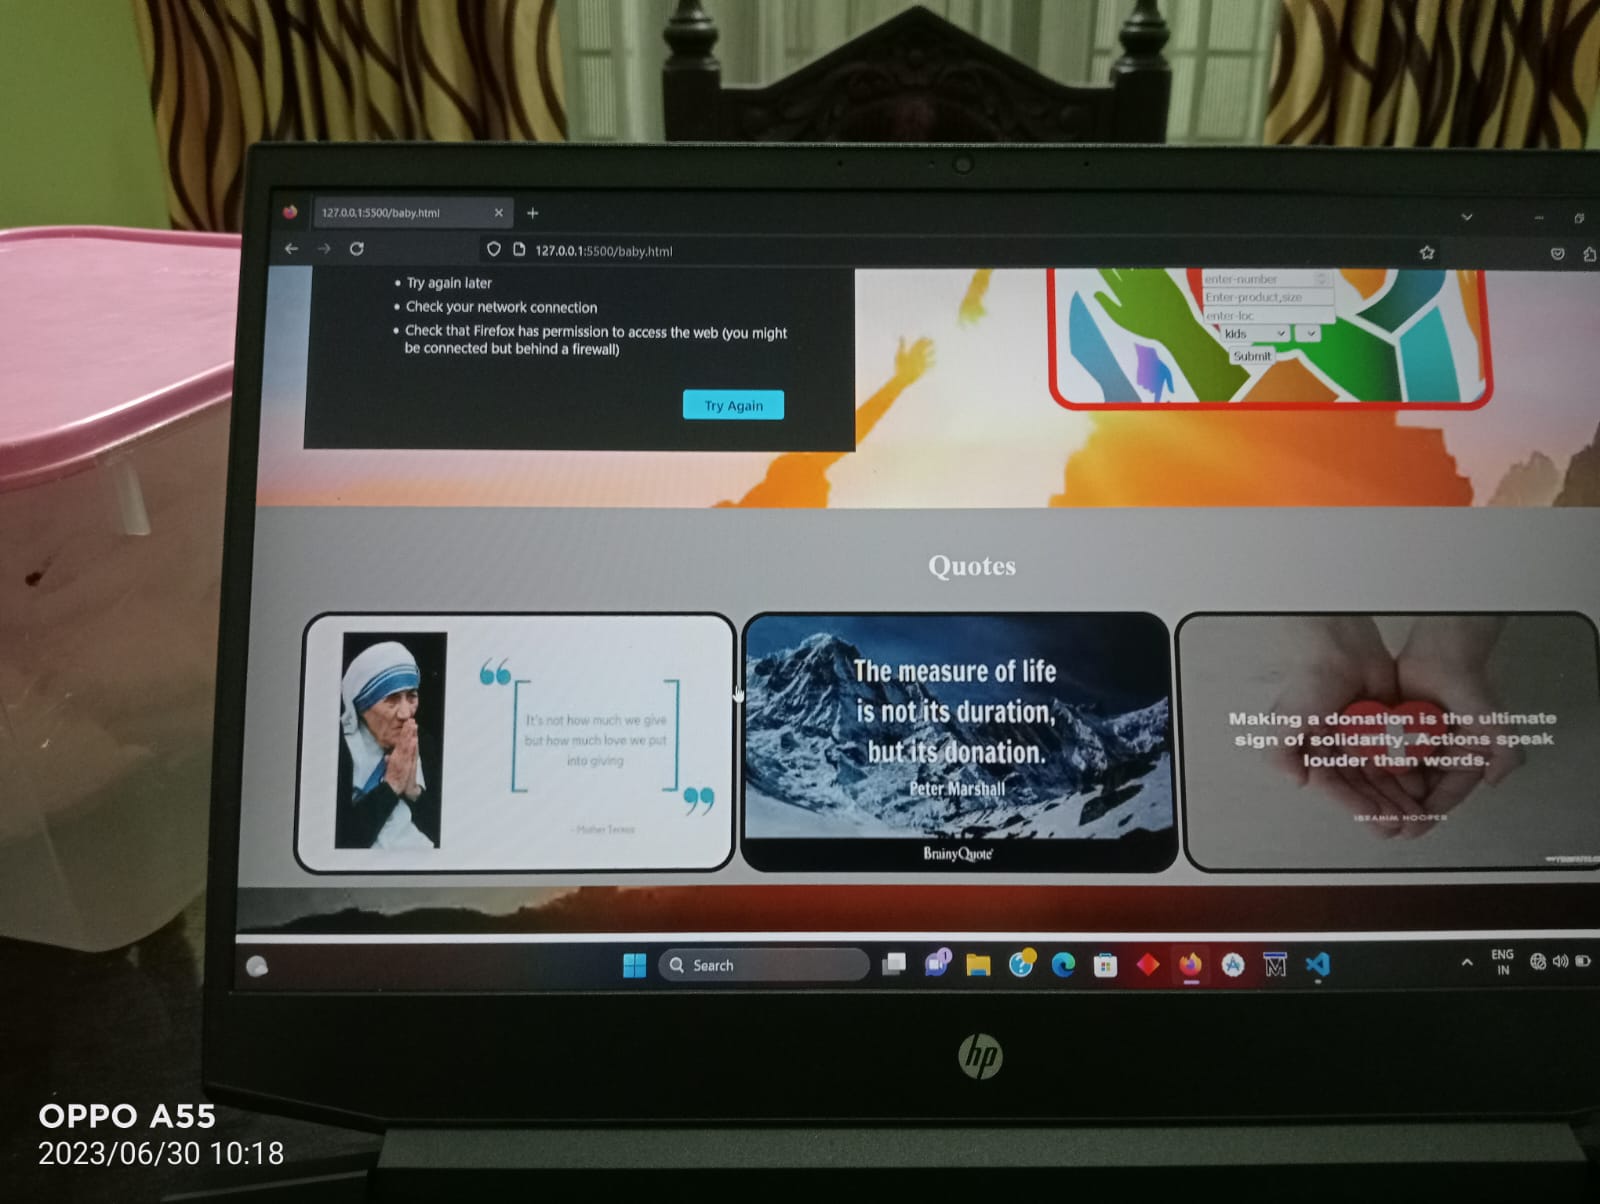 127.0.0.1:5500/baby.html
127.0.0.1:5500/baby.html
• Try again later
• Check your network connection
• Check that Firefox has permission to access the web (you might
be connected but behind a firewall)
Try Again
enter-number
Enter-product,size
enter-loc
kids
Submit
Quotes
“
It's not how much we give
but how much love we put
into giving
”
- Mother Teresa
The measure of life
is not its duration,
but its donation.
Peter Marshall
BrainyQuote
Making a donation is the ultimate
sign of solidarity. Actions speak
louder than words.
IBRAHIM HOOPER
Search
1
ENG
IN
hp
OPPO A55
2023/06/30 10:18